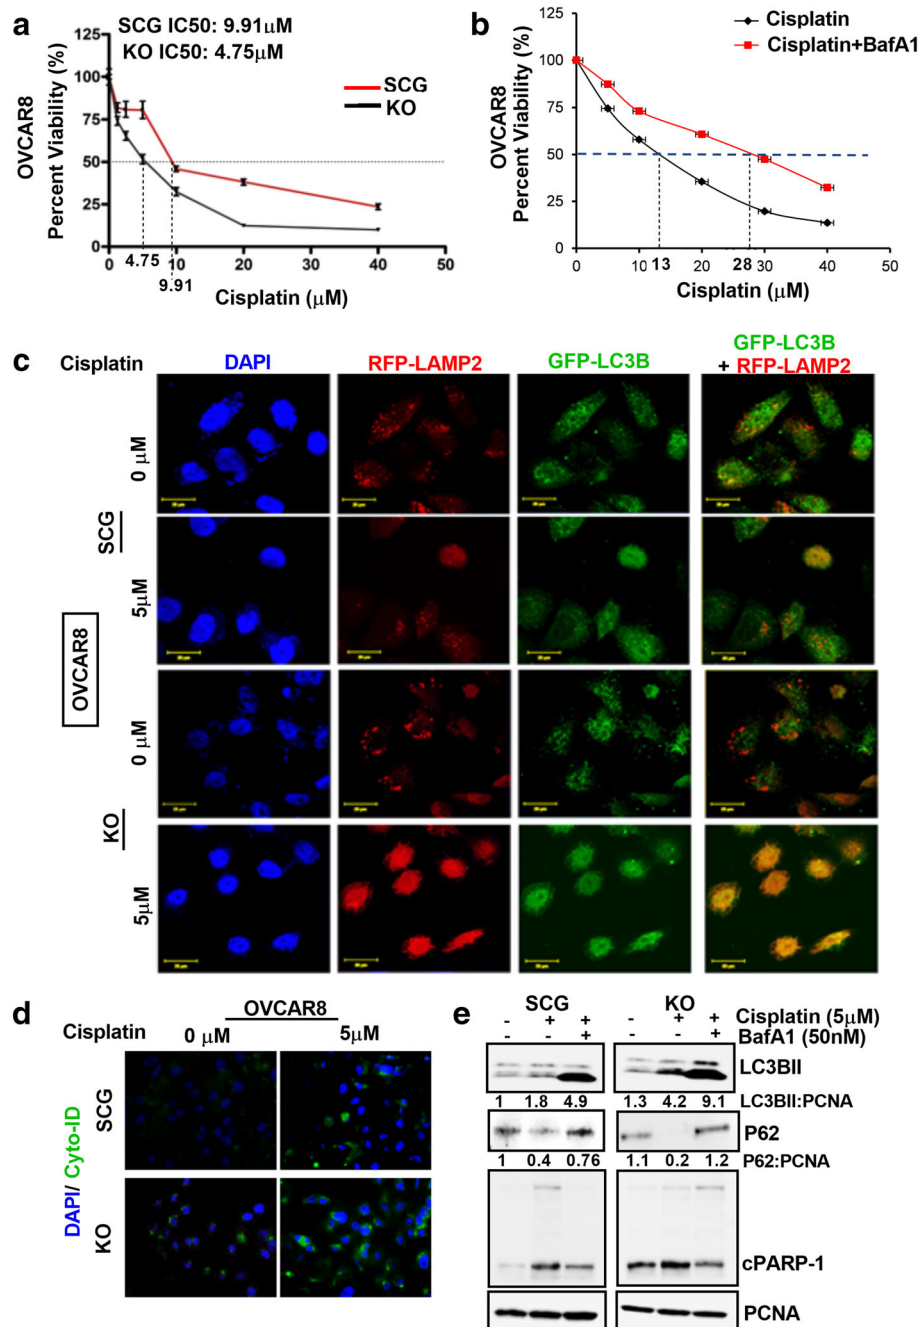 a
SCG IC50: 9.91μM
KO IC50: 4.75μM
OVCAR8
Percent Viability (%)
125
100
75
50
25
0
SCG
KO
0 10 20 30 40 50
4.75
9.91
Cisplatin (μM)
b
Cisplatin
Cisplatin+BafA1
OVCAR8
Percent Viability (%)
125
100
75
50
25
0
0 10 13 20 28 30 40 50
Cisplatin (μM)
c
Cisplatin DAPI RFP-LAMP2 GFP-LC3B GFP-LC3B
+ RFP-LAMP2
OVCAR8
SCG
0 μM
5μM
KO
0 μM
5μM
d
OVCAR8
Cisplatin 0 μM 5μM
DAPI/ Cyto-ID
SCG
KO
e
SCG KO
- + + - + + Cisplatin (5μM)
- - + - - + BafA1 (50nM)
LC3BII
1 1.8 4.9 1.3 4.2 9.1 LC3BII:PCNA
P62
1 0.4 0.76 1.1 0.2 1.2 P62:PCNA
cPARP-1
PCNA